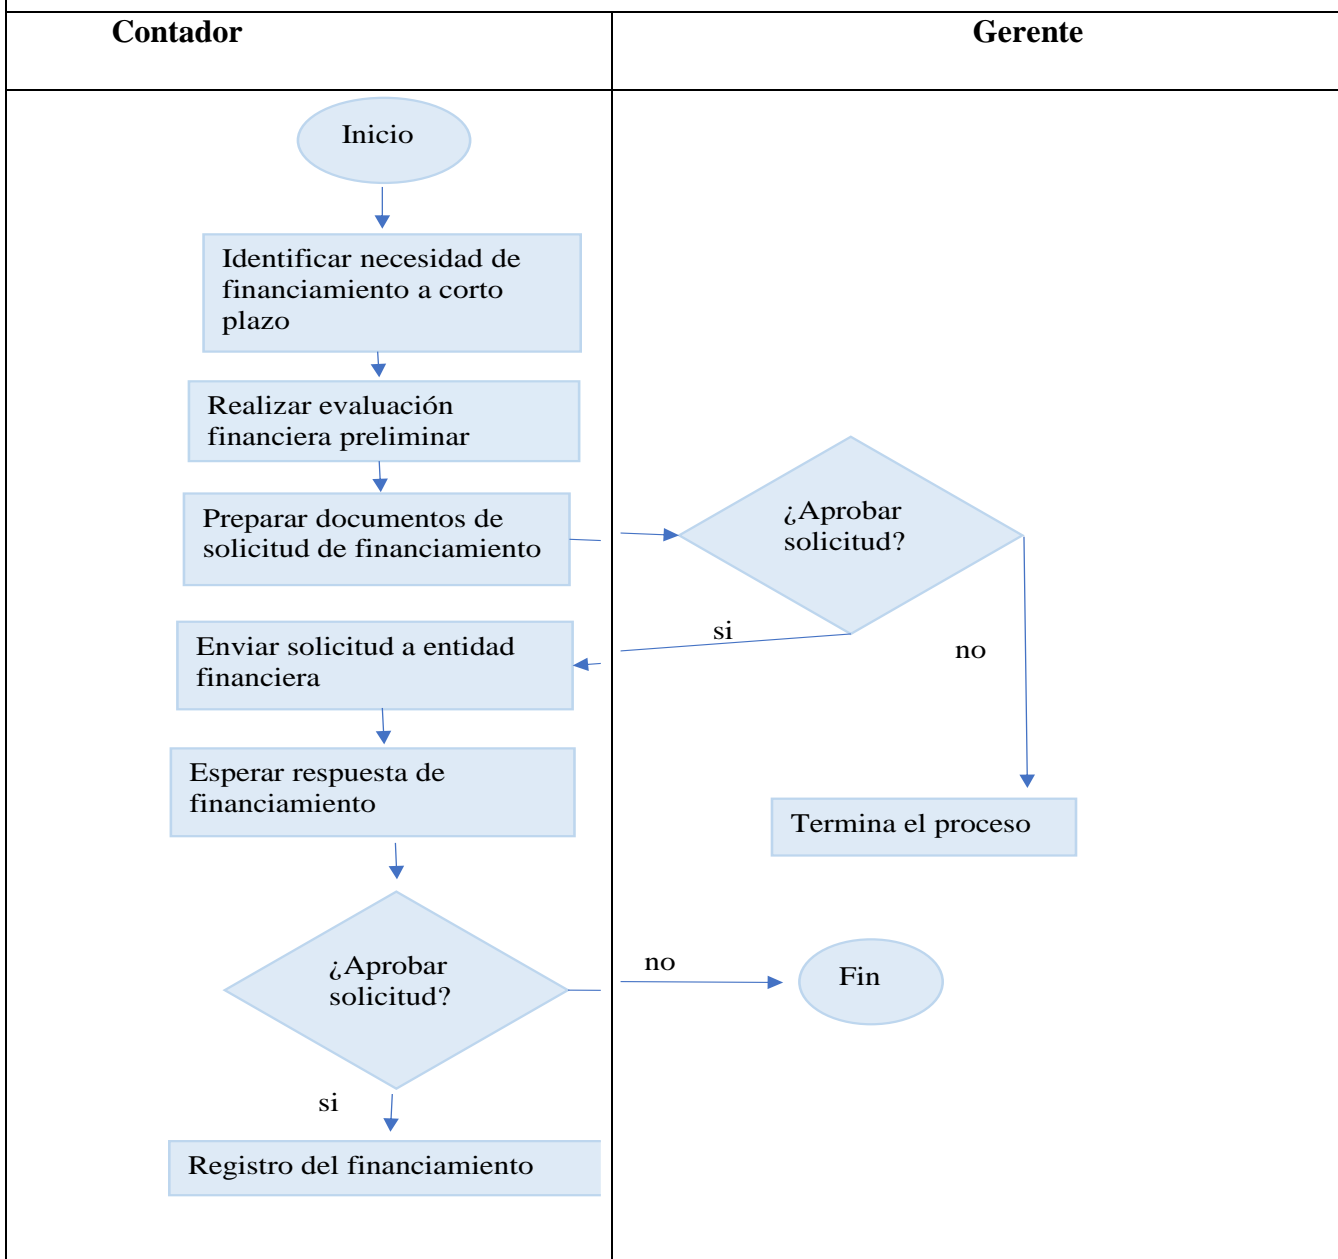 Contador
Gerente
Inicio
Identificar necesidad de
financiamiento a corto
plazo
Realizar evaluación
financiera preliminar
Preparar documentos de
solicitud de financiamiento
¿Aprobar
solicitud?
si
no
Enviar solicitud a entidad
financiera
Esperar respuesta de
financiamiento
Termina el proceso
¿Aprobar
solicitud?
no
Fin
si
Registro del financiamiento